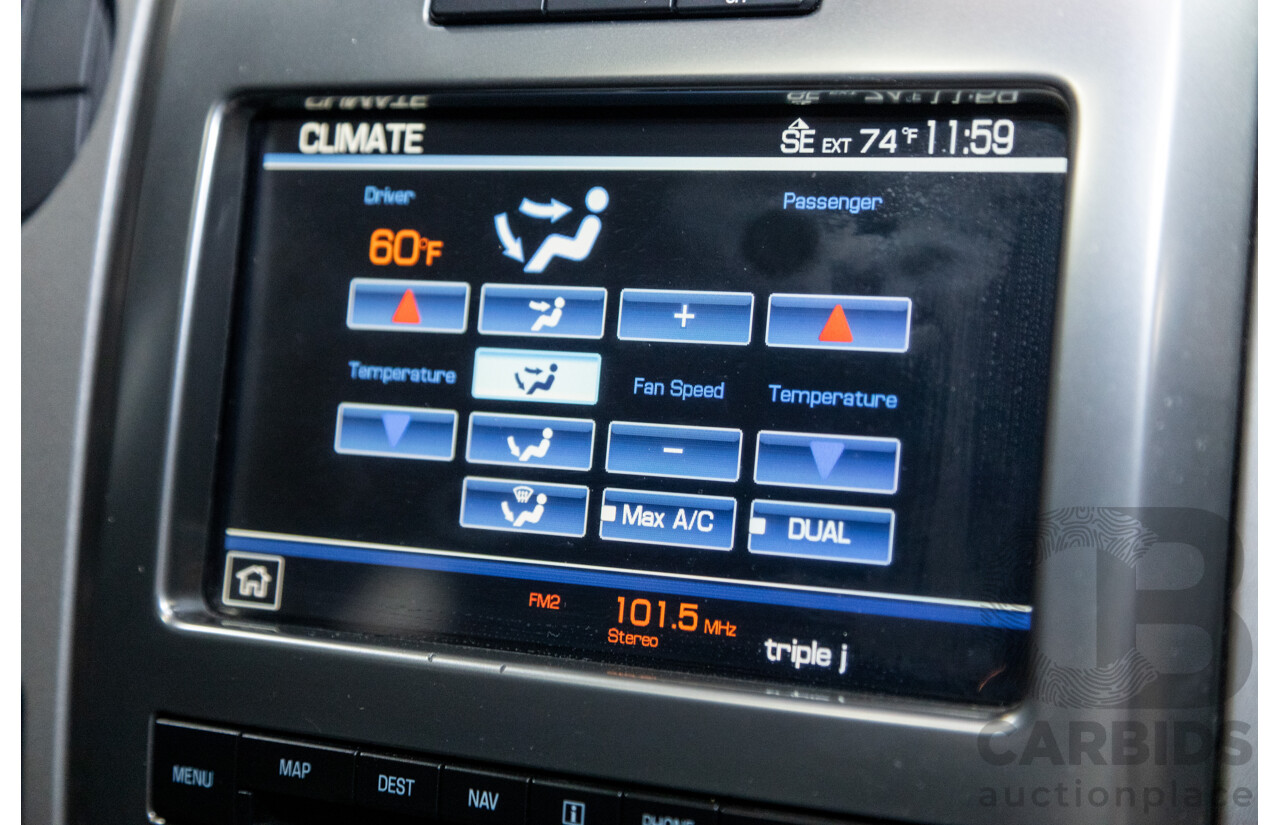 CLIMATE SE EXT 74°F 11:59
Driver Passenger
60°F
+
Temperature Fan Speed Temperature
-
Max A/C DUAL
FM2 101.5 MHz
Stereo
triple j
MENU MAP DEST NAV i PHONE
CARBIDS
auctionplace